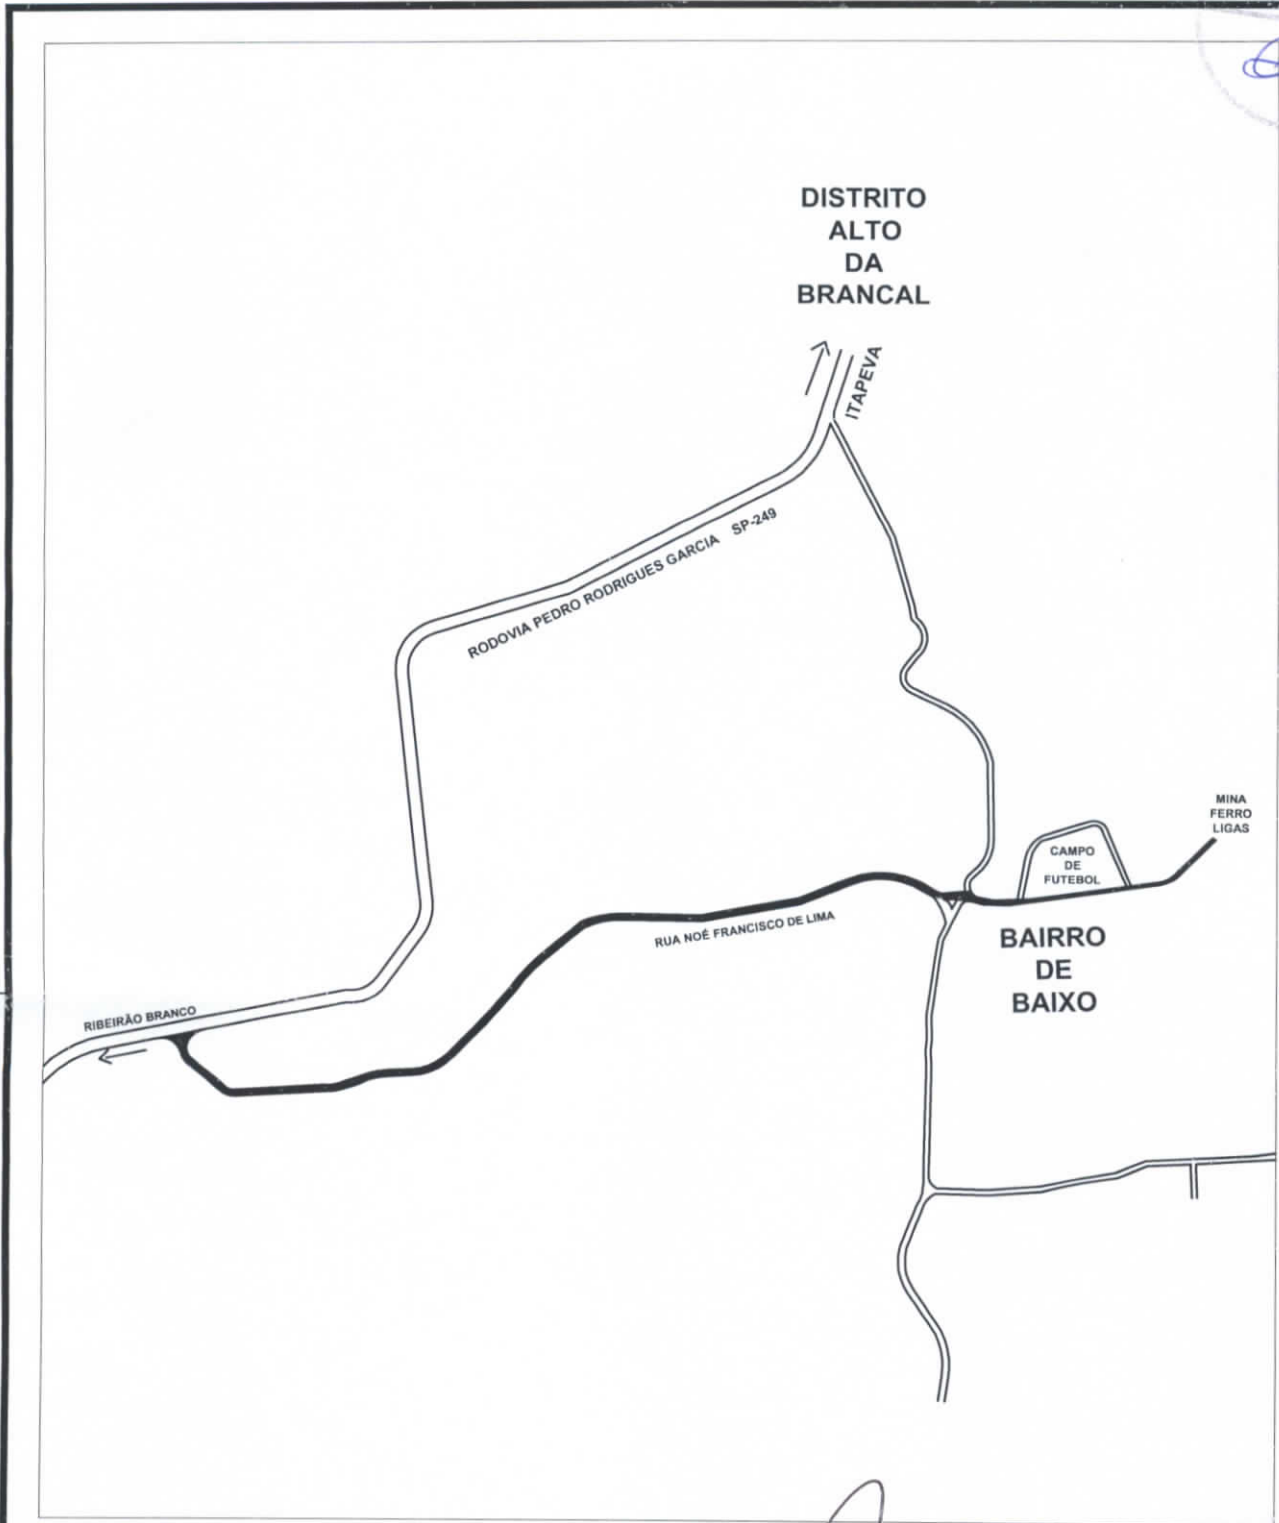 DISTRITO
ALTO
DA
BRANCAL
ITAPEVA
RODOVIA PEDRO RODRIGUES GARCIA SP-249
MINA
FERRO
LIGAS
CAMPO
DE
FUTEBOL
RUA NOÉ FRANCISCO DE LIMA
BAIRRO
DE
BAIXO
RIBEIRÃO BRANCO